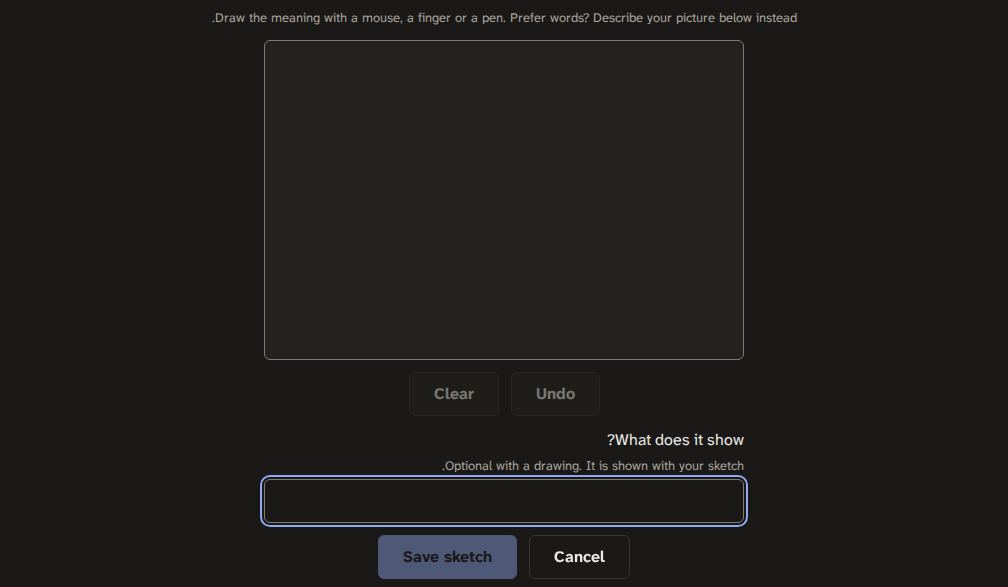 .Draw the meaning with a mouse, a finger or a pen. Prefer words? Describe your picture below instead
Clear Undo
?What does it show
.Optional with a drawing. It is shown with your sketch
Save sketch Cancel